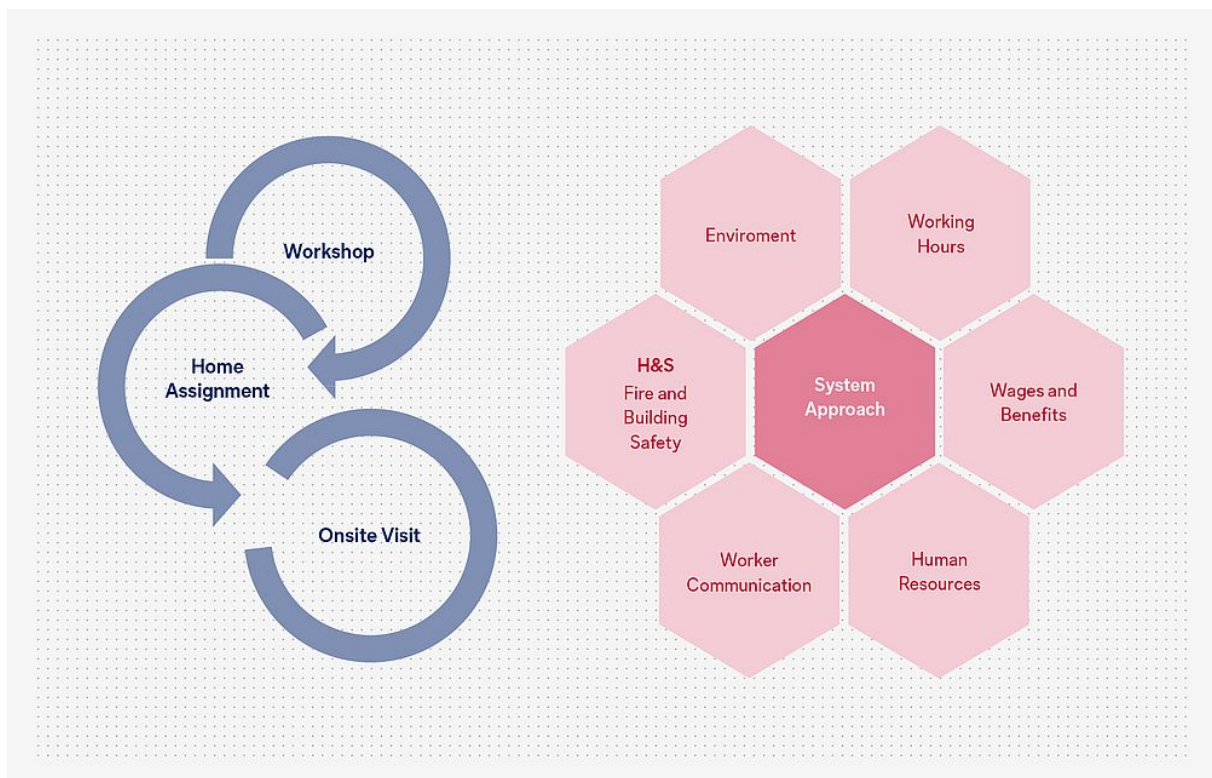 Workshop
Home
Assignment
Onsite Visit
Enviroment
Working
Hours
H&S
Fire and
Building
Safety
System
Approach
Wages and
Benefits
Worker
Communication
Human
Resources